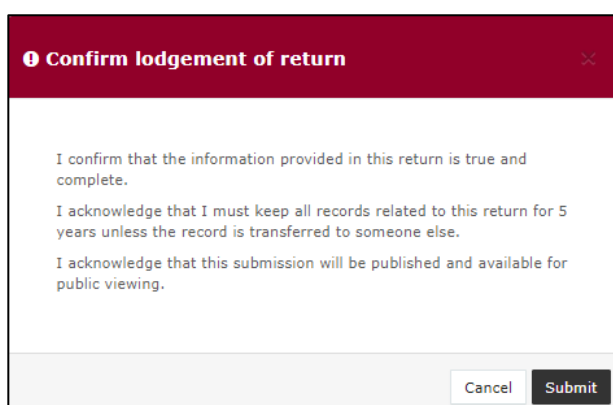 Confirm lodgement of return
I confirm that the information provided in this return is true and
complete.
I acknowledge that I must keep all records related to this return for 5
years unless the record is transferred to someone else.
I acknowledge that this submission will be published and available for
public viewing.
Cancel Submit